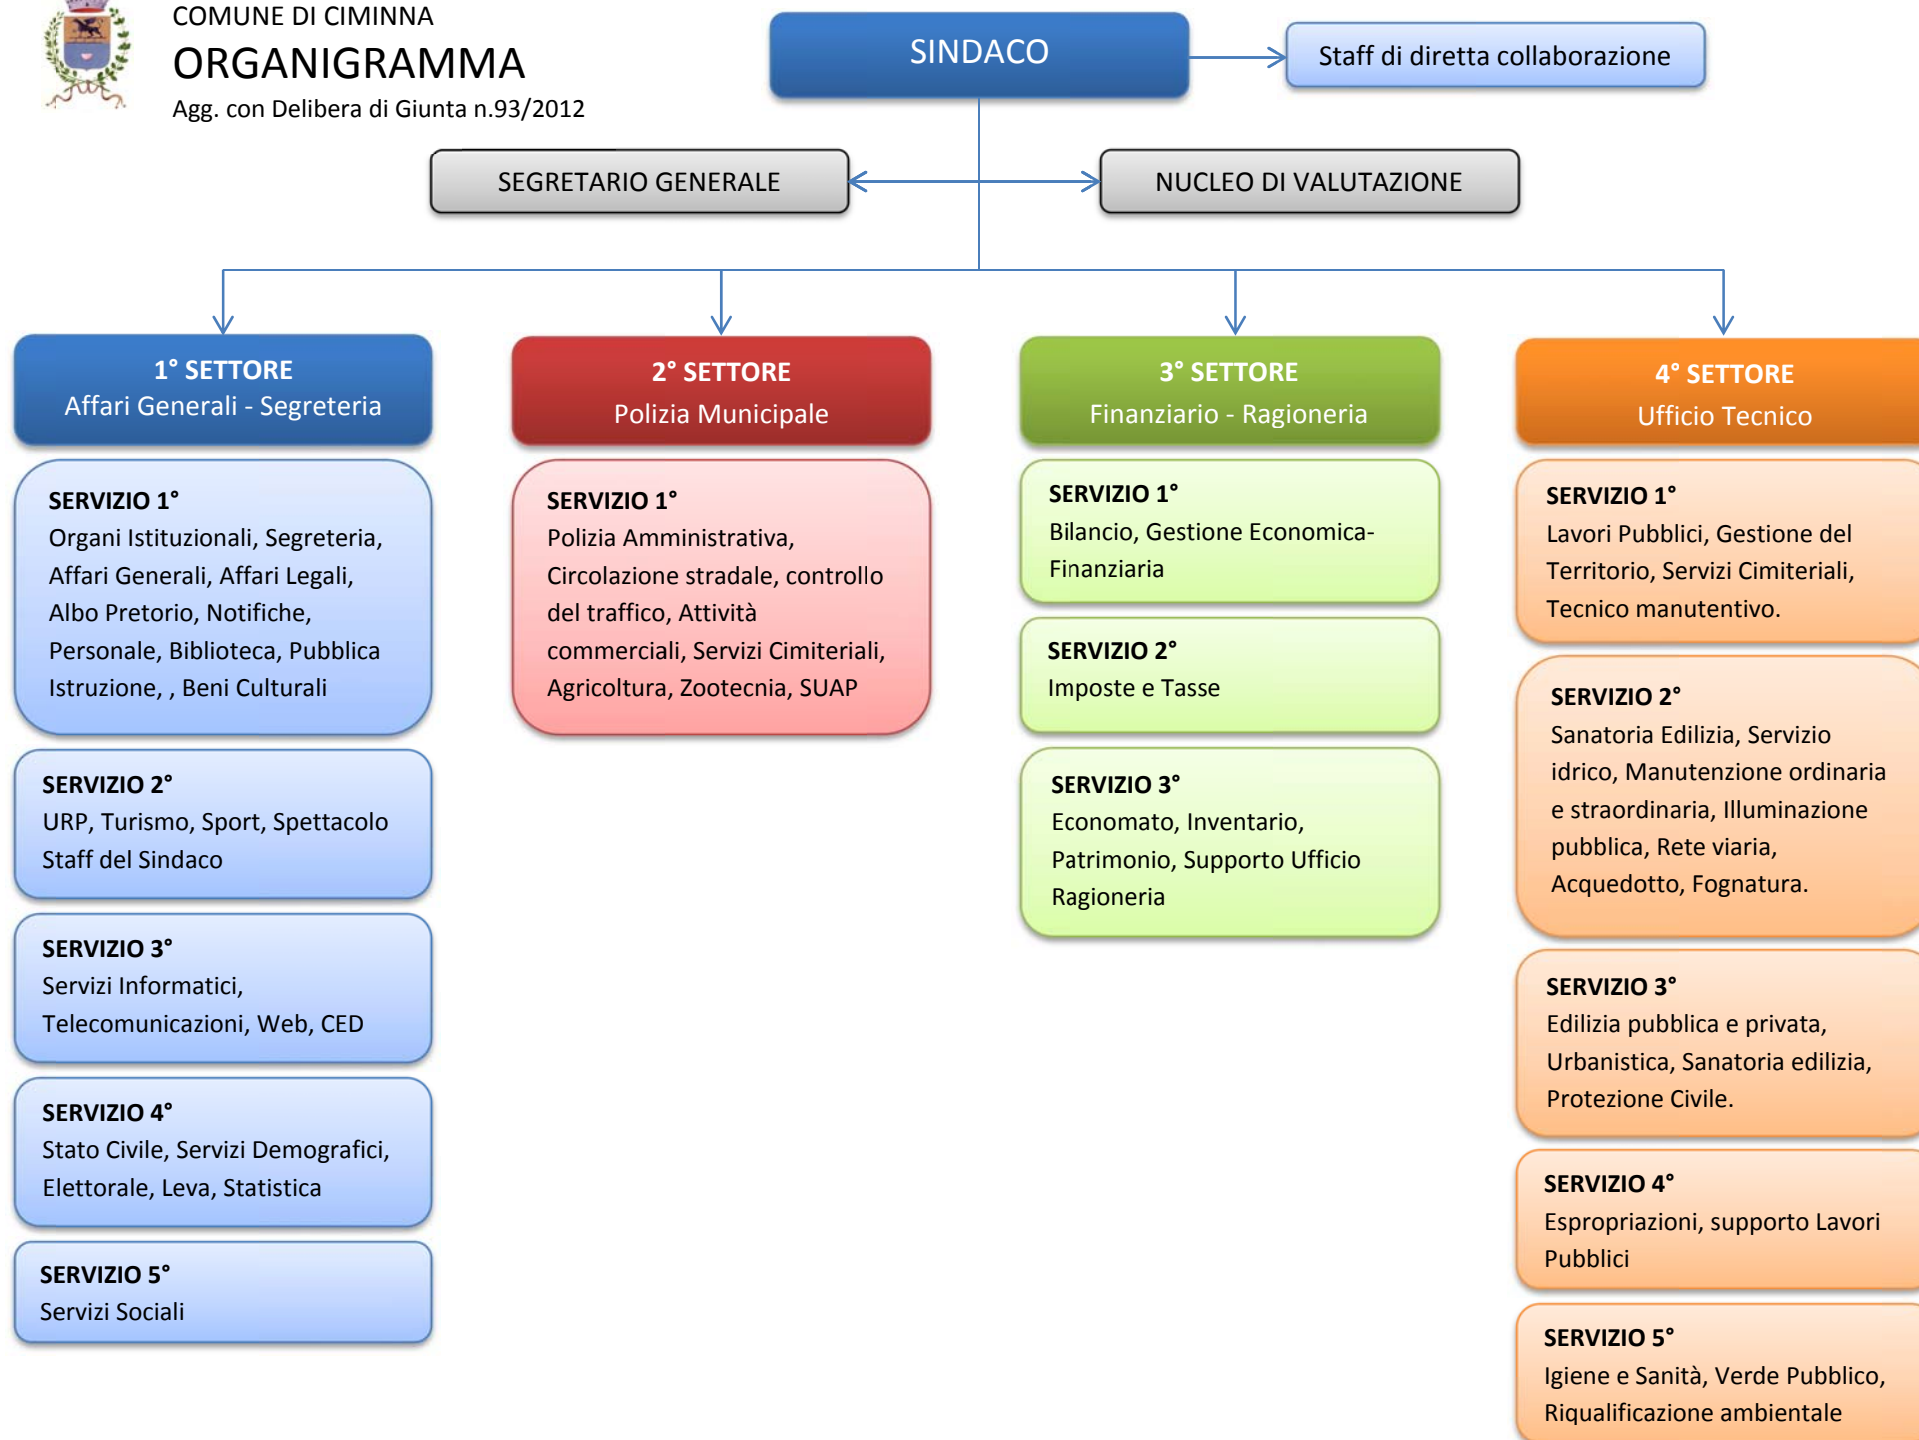 COMUNE DI CIMINNA
ORGANIGRAMMA
Agg. con Delibera di Giunta n.93/2012
SINDACO
Staff di diretta collaborazione
SEGRETARIO GENERALE
NUCLEO DI VALUTAZIONE
1° SETTORE
Affari Generali - Segreteria
SERVIZIO 1°
Organi Istituzionali, Segreteria,
Affari Generali, Affari Legali,
Albo Pretorio, Notifiche,
Personale, Biblioteca, Pubblica
Istruzione, , Beni Culturali
SERVIZIO 2°
URP, Turismo, Sport, Spettacolo
Staff del Sindaco
SERVIZIO 3°
Servizi Informatici,
Telecomunicazioni, Web, CED
SERVIZIO 4°
Stato Civile, Servizi Demografici,
Elettorale, Leva, Statistica
SERVIZIO 5°
Servizi Sociali
2° SETTORE
Polizia Municipale
SERVIZIO 1°
Polizia Amministrativa,
Circolazione stradale, controllo
del traffico, Attività
commerciali, Servizi Cimiteriali,
Agricoltura, Zootecnia, SUAP
3° SETTORE
Finanziario - Ragioneria
SERVIZIO 1°
Bilancio, Gestione Economica-
Finanziaria
SERVIZIO 2°
Imposte e Tasse
SERVIZIO 3°
Economato, Inventario,
Patrimonio, Supporto Ufficio
Ragioneria
4° SETTORE
Ufficio Tecnico
SERVIZIO 1°
Lavori Pubblici, Gestione del
Territorio, Servizi Cimiteriali,
Tecnico manutentivo.
SERVIZIO 2°
Sanatoria Edilizia, Servizio
idrico, Manutenzione ordinaria
e straordinaria, Illuminazione
pubblica, Rete viaria,
Acquedotto, Fognatura.
SERVIZIO 3°
Edilizia pubblica e privata,
Urbanistica, Sanatoria edilizia,
Protezione Civile.
SERVIZIO 4°
Espropriazioni, supporto Lavori
Pubblici
SERVIZIO 5°
Igiene e Sanità, Verde Pubblico,
Riqualificazione ambientale